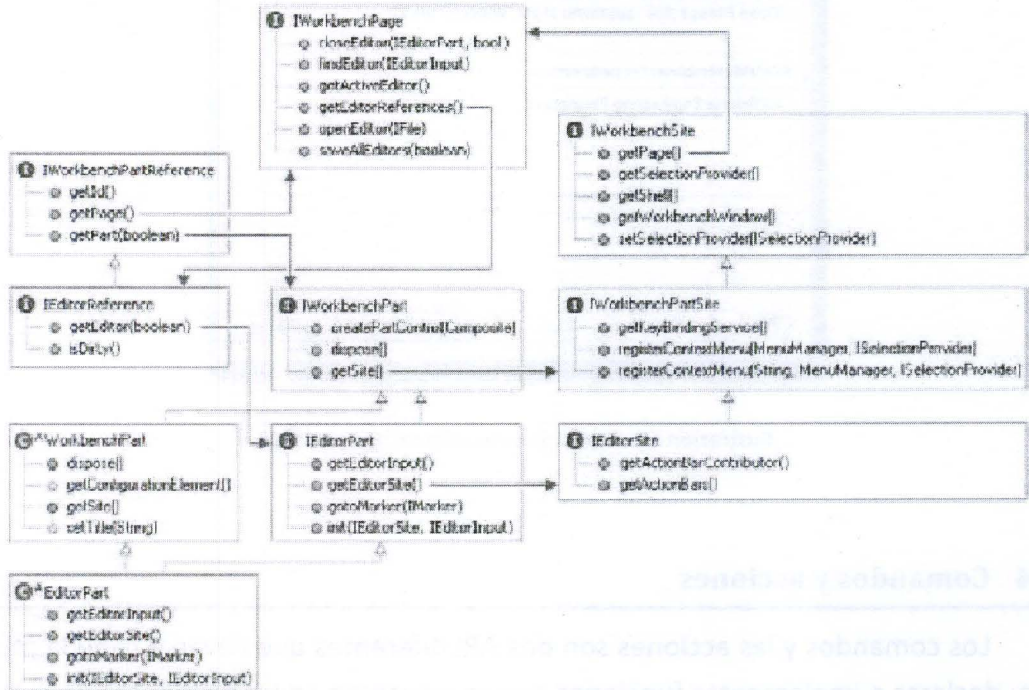 IWorkbenchPage
closeEditor(IEditorPart, bool)
findEditor(IEditorInput)
getActiveEditor()
getEditorReferences()
openEditor(IFile)
saveAllEditors(boolean)
IWorkbenchSite
getPage()
getSelectionProvider()
getShell()
getWorkbenchWindow()
setSelectionProvider(ISelectionProvider)
IWorkbenchPartReference
getId()
getPage()
getPart(boolean)
IEditorReference
getEditor(boolean)
isDirty()
IWorkbenchPart
createPartControl(Composite)
dispose()
getSite()
IWorkbenchPartSite
getKeyBindingService()
registerContextMenu(MenuManager, ISelectionProvider)
registerContextMenu(String, MenuManager, ISelectionProvider)
WorkbenchPart
dispose()
getConfigurationElement()
getSite()
setTitle(String)
IEditorPart
getEditorInput()
getEditorSite()
gotoMarker(IMarker)
init(IEditorSite, IEditorInput)
IEditorSite
getActionBarContributor()
getActionBars()
EditorPart
getEditorInput()
getEditorSite()
gotoMarker(IMarker)
init(IEditorSite, IEditorInput)
Comandos y acciones
Los comandos y las acciones son dos